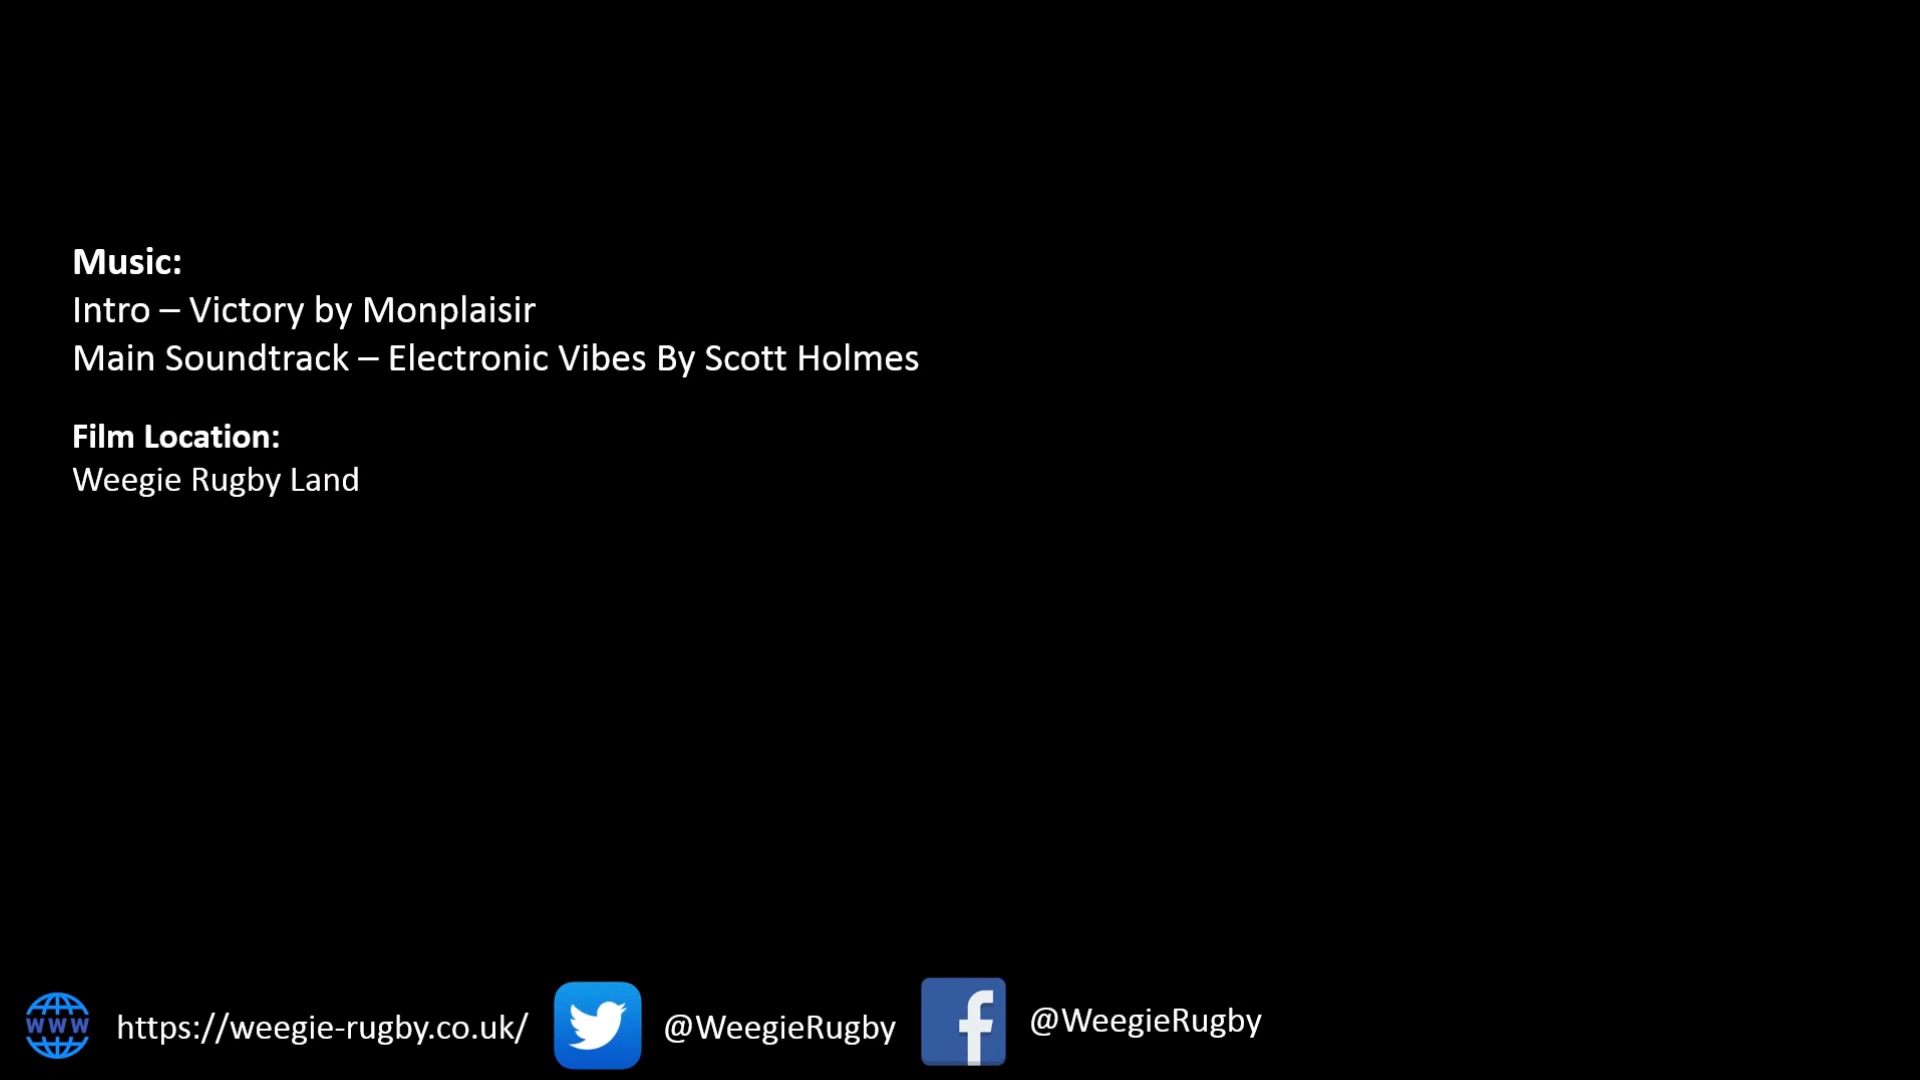 Music:
Intro – Victory by Monplaisir
Main Soundtrack – Electronic Vibes By Scott Holmes
Film Location:
Weegie Rugby Land
WWW
https://weegie-rugby.co.uk/
@WeegieRugby
f
@WeegieRugby